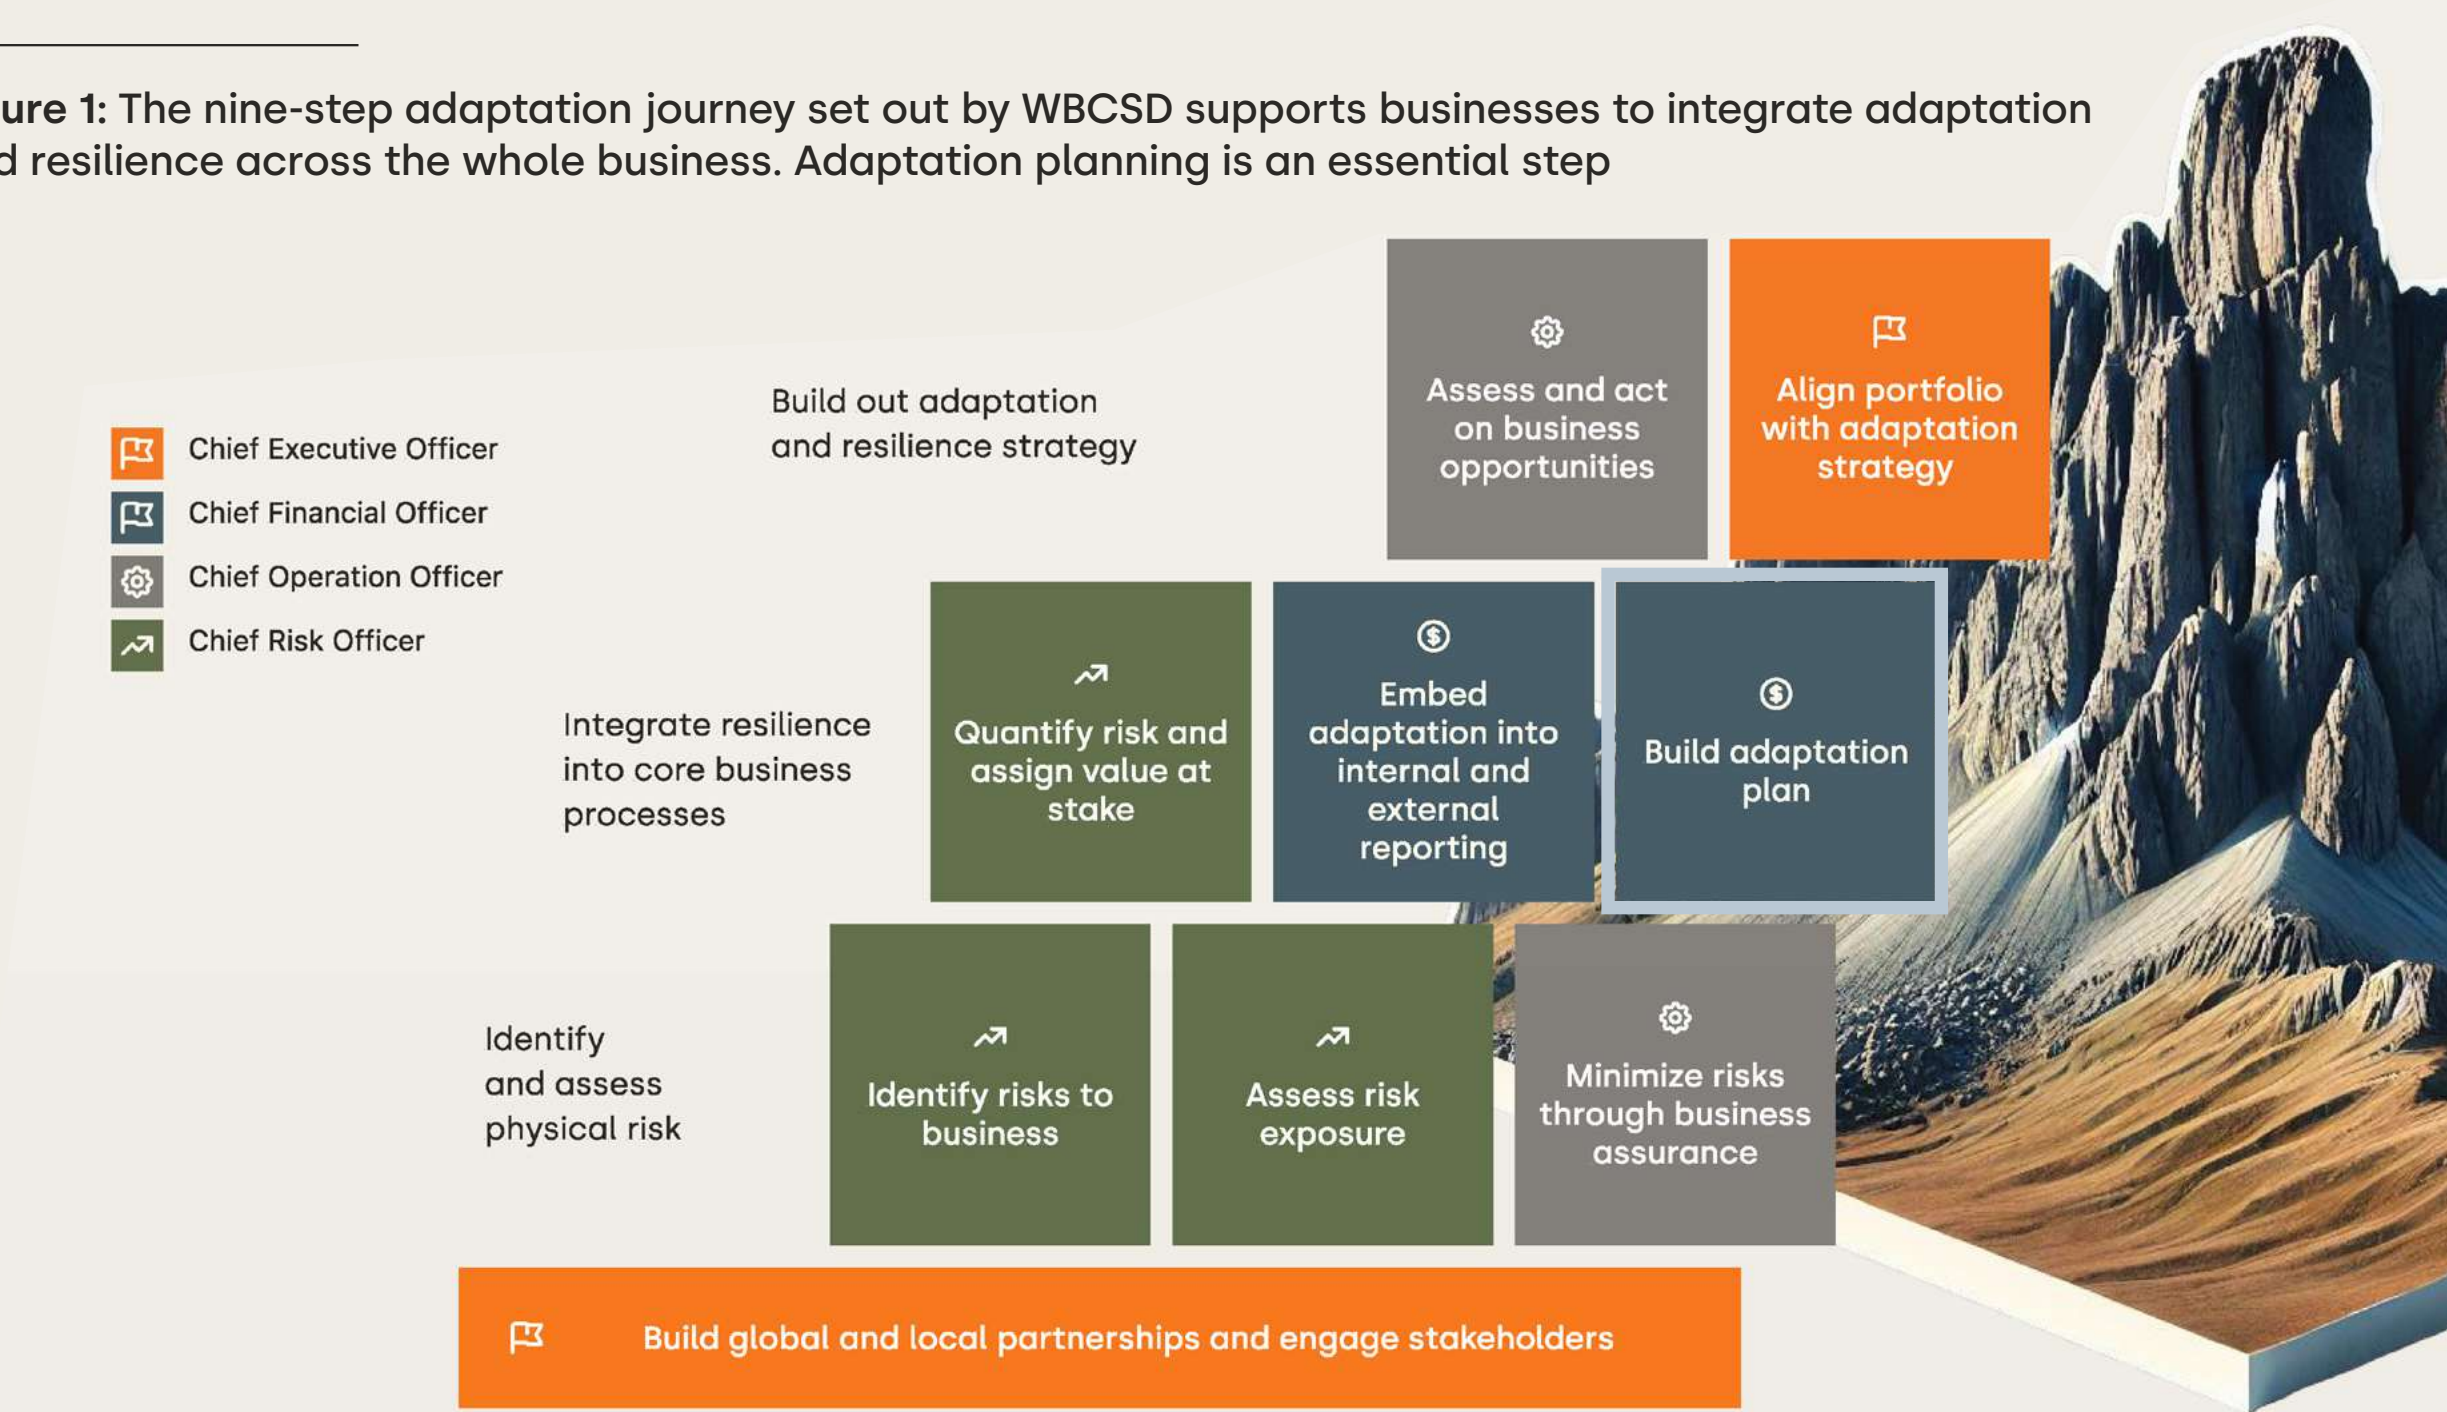 ure 1: The nine-step adaptation journey set out by WBCSD supports businesses to integrate adaptation
d resilience across the whole business. Adaptation planning is an essential step
Chief Executive Officer
Chief Financial Officer
Chief Operation Officer
Chief Risk Officer
Build out adaptation
and resilience strategy
Assess and act
on business
opportunities
Align portfolio
with adaptation
strategy
Integrate resilience
into core business
processes
Quantify risk and
assign value at
stake
Embed
adaptation into
internal and
external
reporting
Build adaptation
plan
Identify
and assess
physical risk
Identify risks to
business
Assess risk
exposure
Minimize risks
through business
assurance
Build global and local partnerships and engage stakeholders